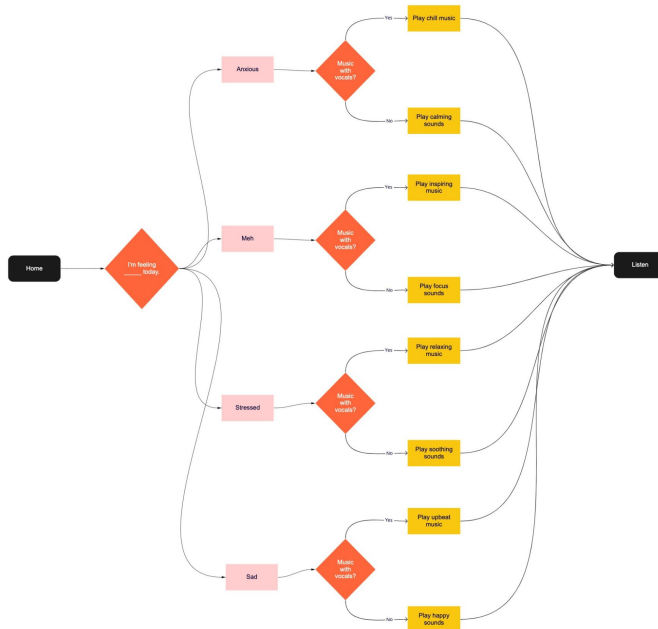 Home
I'm feeling
_____ today.
Anxious
Music
with
vocals?
Yes
Play chill music
No
Play calming
sounds
Meh
Music
with
vocals?
Yes
Play inspiring
music
No
Play focus
sounds
Stressed
Music
with
vocals?
Yes
Play relaxing
music
No
Play soothing
sounds
Sad
Music
with
vocals?
Yes
Play upbeat
music
No
Play happy
sounds
Listen